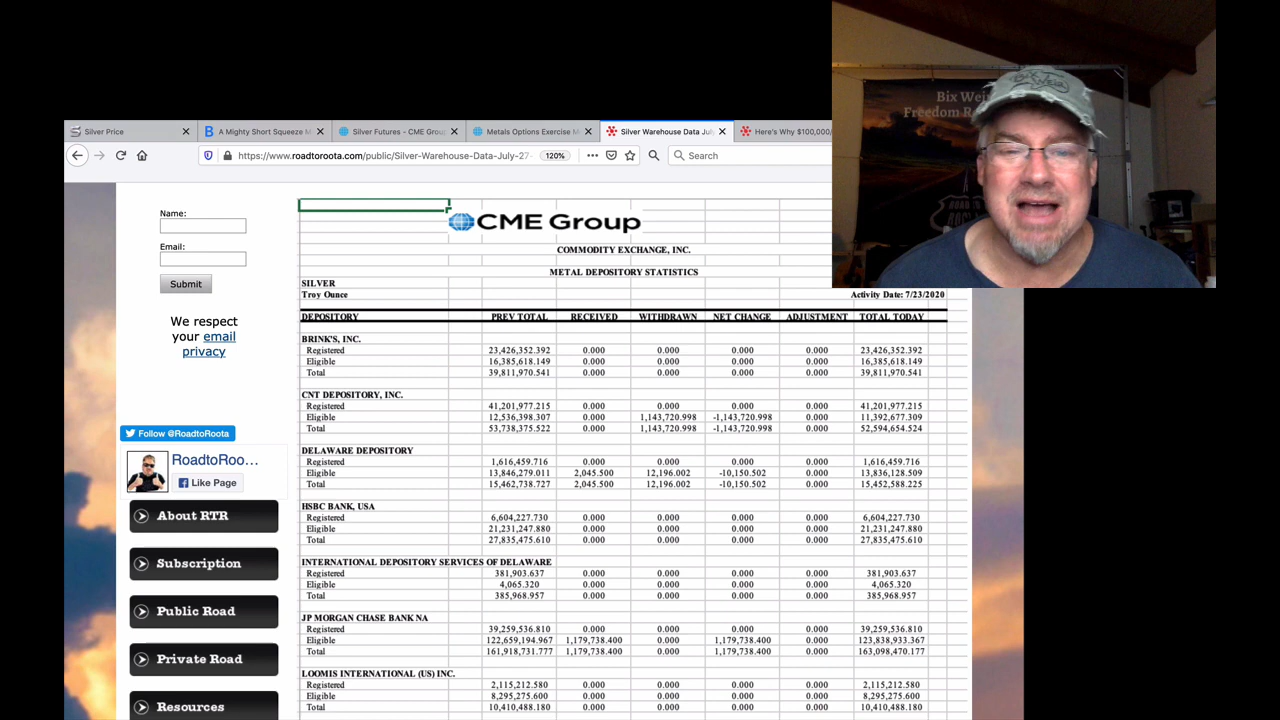 Silver Price
A Mighty Short Squeeze M
Silver Futures - CME Grou
Metals Options Exercise M
Silver Warehouse Data Jul
Here's Why $100,000/
https://www.roadtoroota.com/public/Silver-Warehouse-Data-July-27-
120%
Search
Bix Wei
Freedom R
Name:
Email:
Submit
We respect
your email
privacy
Follow @RoadtoRoota
RoadtoRoo...
Like Page
About RTR
Subscription
Public Road
Private Road
Resources
CME Group
COMMODITY EXCHANGE, INC.
METAL DEPOSITORY STATISTICS
SILVER
Troy Ounce Activity Date: 7/23/2020
DEPOSITORY PREV TOTAL RECEIVED WITHDRAWN NET CHANGE ADJUSTMENT TOTAL TODAY
BRINK'S, INC.
Registered 23,426,352.392 0.000 0.000 0.000 0.000 23,426,352.392
Eligible 16,385,618.149 0.000 0.000 0.000 0.000 16,385,618.149
Total 39,811,970.541 0.000 0.000 0.000 0.000 39,811,970.541
CNT DEPOSITORY, INC.
Registered 41,201,977.215 0.000 0.000 0.000 0.000 41,201,977.215
Eligible 12,536,398.307 0.000 1,143,720.998 -1,143,720.998 0.000 11,392,677.309
Total 53,738,375.522 0.000 1,143,720.998 -1,143,720.998 0.000 52,594,654.524
DELAWARE DEPOSITORY
Registered 1,616,459.716 0.000 0.000 0.000 0.000 1,616,459.716
Eligible 13,846,279.011 2,045.500 12,196.002 -10,150.502 0.000 13,836,128.509
Total 15,462,738.727 2,045.500 12,196.002 -10,150.502 0.000 15,452,588.225
HSBC BANK, USA
Registered 6,604,227.730 0.000 0.000 0.000 0.000 6,604,227.730
Eligible 21,231,247.880 0.000 0.000 0.000 0.000 21,231,247.880
Total 27,835,475.610 0.000 0.000 0.000 0.000 27,835,475.610
INTERNATIONAL DEPOSITORY SERVICES OF DELAWARE
Registered 381,903.637 0.000 0.000 0.000 0.000 381,903.637
Eligible 4,065.320 0.000 0.000 0.000 0.000 4,065.320
Total 385,968.957 0.000 0.000 0.000 0.000 385,968.957
JP MORGAN CHASE BANK NA
Registered 39,259,536.810 0.000 0.000 0.000 0.000 39,259,536.810
Eligible 122,659,194.967 1,179,738.400 0.000 1,179,738.400 0.000 123,838,933.367
Total 161,918,731.777 1,179,738.400 0.000 1,179,738.400 0.000 163,098,470.177
LOOMIS INTERNATIONAL (US) INC.
Registered 2,115,212.580 0.000 0.000 0.000 0.000 2,115,212.580
Eligible 8,295,275.600 0.000 0.000 0.000 0.000 8,295,275.600
Total 10,410,488.180 0.000 0.000 0.000 0.000 10,410,488.180